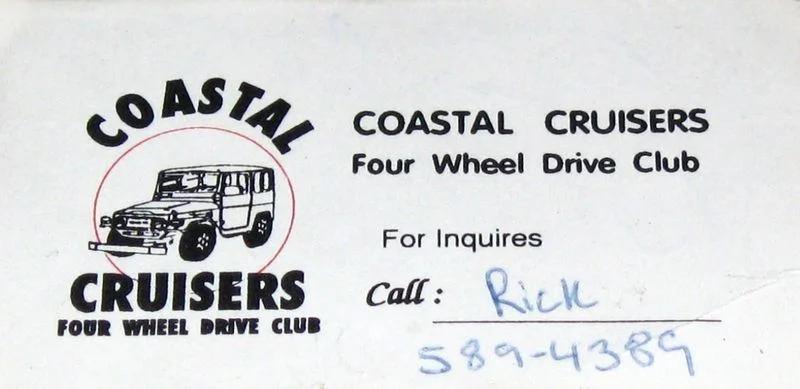 COASTAL
CRUISERS
FOUR WHEEL DRIVE CLUB
COASTAL CRUISERS
Four Wheel Drive Club
For Inquires
Call: Rick
589-4389